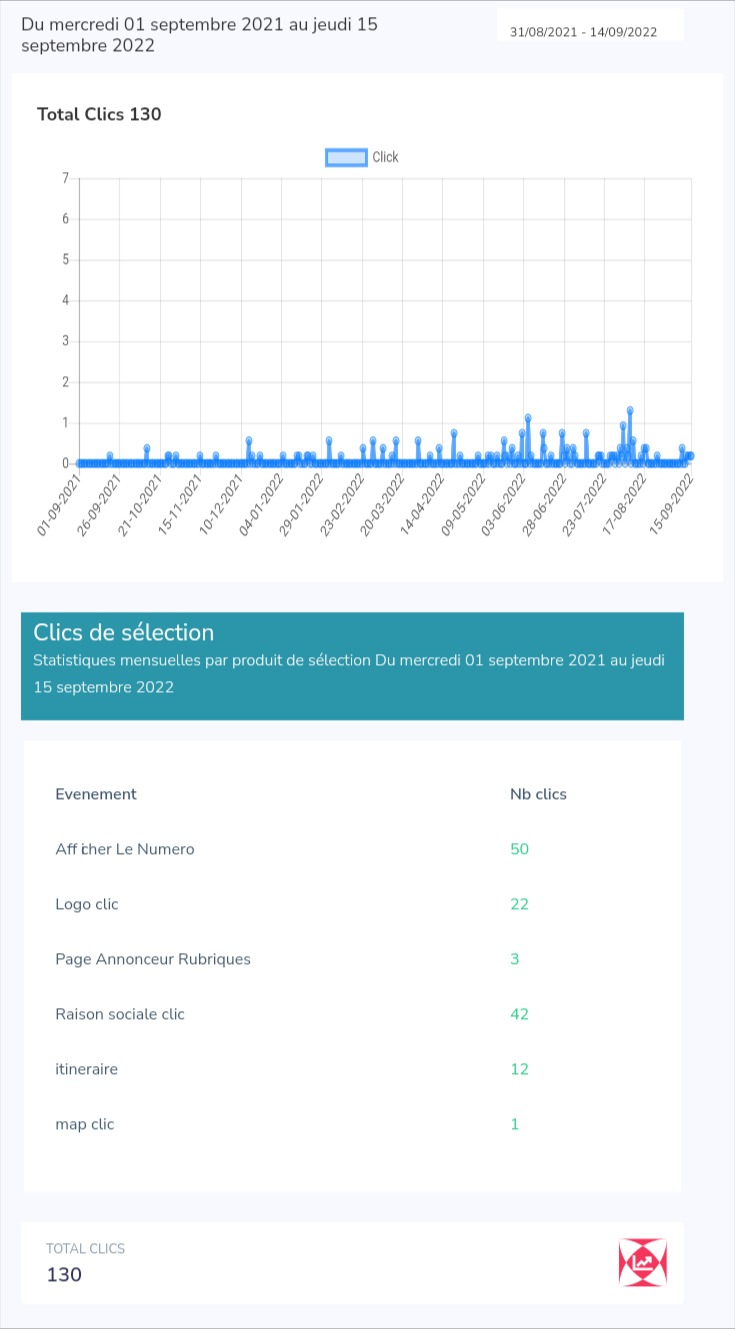 Du mercredi 01 septembre 2021 au jeudi 15
septembre 2022
31/08/2021 - 14/09/2022
Total Clics 130
Click
7
6
5
4
3
2
1
0
01-09-2021
26-09-2021
21-10-2021
15-11-2021
10-12-2021
04-01-2022
29-01-2022
23-02-2022
20-03-2022
14-04-2022
09-05-2022
03-06-2022
28-06-2022
23-07-2022
17-08-2022
15-09-2022
Clics de sélection
Statistiques mensuelles par produit de sélection Du mercredi 01 septembre 2021 au jeudi
15 septembre 2022
Evenement Nb clics
Afficher Le Numero 50
Logo clic 22
Page Annonceur Rubriques 3
Raison sociale clic 42
itineraire 12
map clic 1
TOTAL CLICS
130